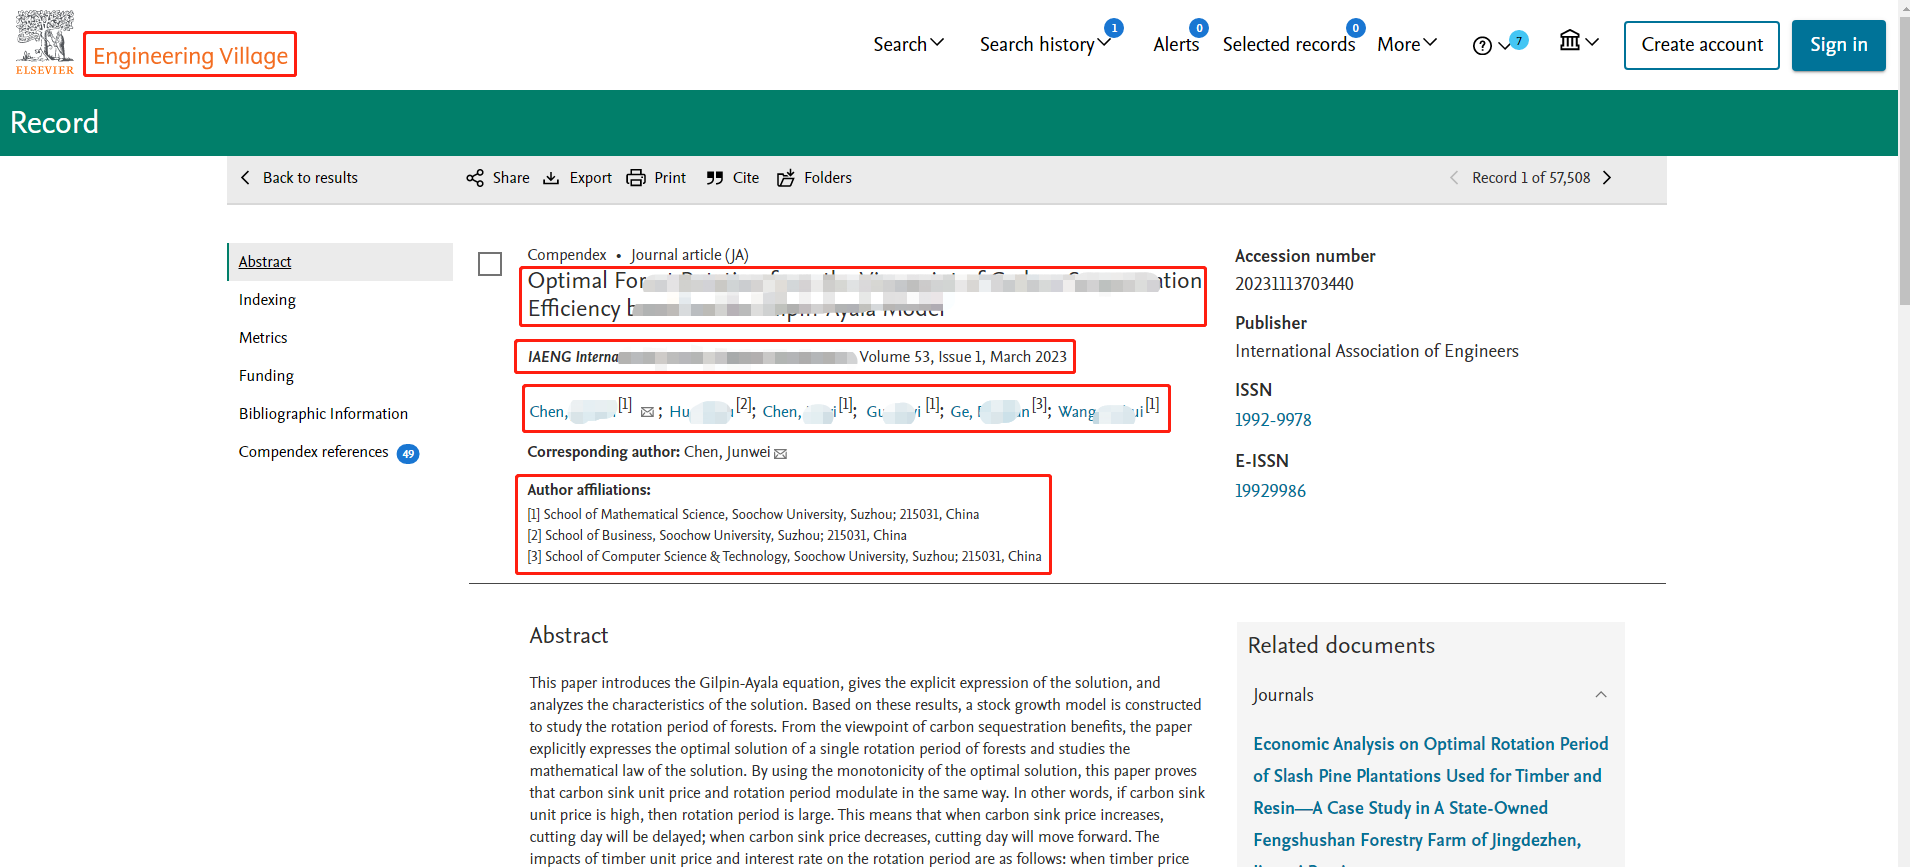 ELSEVIER
Engineering Village
Search
Search history
1
Alerts
0
Selected records
0
More
7
Create account
Sign in
Record
Back to results
Share
Export
Print
Cite
Folders
Record 1 of 57,508
Abstract
Indexing
Metrics
Funding
Bibliographic Information
Compendex references 49
Compendex • Journal article (JA)
Optimal
Efficiency Model
IAENG Volume 53, Issue 1, March 2023
Chen, [1] ; [2]; Chen, [1]; [1]; Ge, [3]; Wang [1]
Corresponding author: Chen, Junwei
Author affiliations:
[1] School of Mathematical Science, Soochow University, Suzhou; 215031, China
[2] School of Business, Soochow University, Suzhou; 215031, China
[3] School of Computer Science & Technology, Soochow University, Suzhou; 215031, China
Accession number
20231113703440
Publisher
International Association of Engineers
ISSN
1992-9978
E-ISSN
19929986
Abstract
This paper introduces the Gilpin-Ayala equation, gives the explicit expression of the solution, and
analyzes the characteristics of the solution. Based on these results, a stock growth model is constructed
to study the rotation period of forests. From the viewpoint of carbon sequestration benefits, the paper
explicitly expresses the optimal solution of a single rotation period of forests and studies the
mathematical law of the solution. By using the monotonicity of the optimal solution, this paper proves
that carbon sink unit price and rotation period modulate in the same way. In other words, if carbon sink
unit price is high, then rotation period is large. This means that when carbon sink price increases,
cutting day will be delayed; when carbon sink price decreases, cutting day will move forward. The
impacts of timber unit price and interest rate on the rotation period are as follows: when timber price
Related documents
Journals
Economic Analysis on Optimal Rotation Period
of Slash Pine Plantations Used for Timber and
Resin—A Case Study in A State-Owned
Fengshushan Forestry Farm of Jingdezhen,